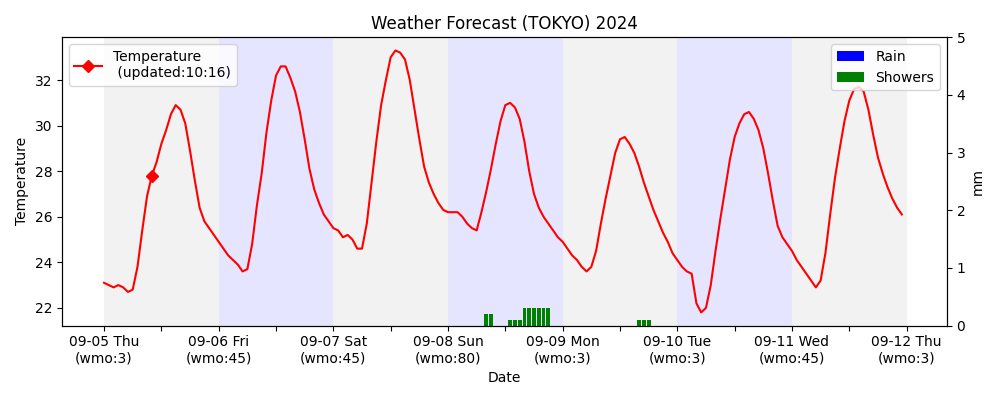 Weather Forecast (TOKYO) 2024
Temperature
(updated:10:16)
Rain
Showers
Temperature
32
30
28
26
24
22
5
4
3
2
1
0
mm
09-05 Thu
(wmo:3)
09-06 Fri
(wmo:45)
09-07 Sat
(wmo:45)
09-08 Sun
(wmo:80)
09-09 Mon
(wmo:3)
09-10 Tue
(wmo:3)
09-11 Wed
(wmo:45)
09-12 Thu
(wmo:3)
Date